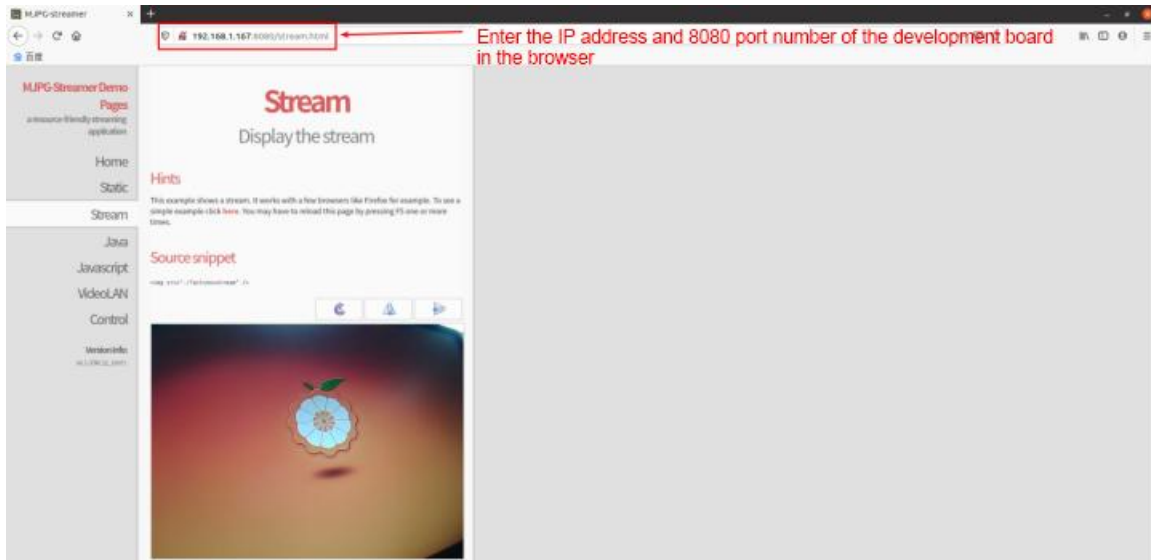 MJPG-streamer
192.168.1.167:8080/stream.html
Enter the IP address and 8080 port number of the development board
in the browser
百度
MJPG-Streamer Demo
Pages
a resource friendly streaming
application
Home
Static
Stream
Java
Javascript
VideoLAN
Control
Version info:
Stream
Display the stream
Hints
This example shows a stream. It works with a few browsers like Firefox for example. To see a
simple example click here. You may have to reload this page by pressing F5 one or more
times.
Source snippet